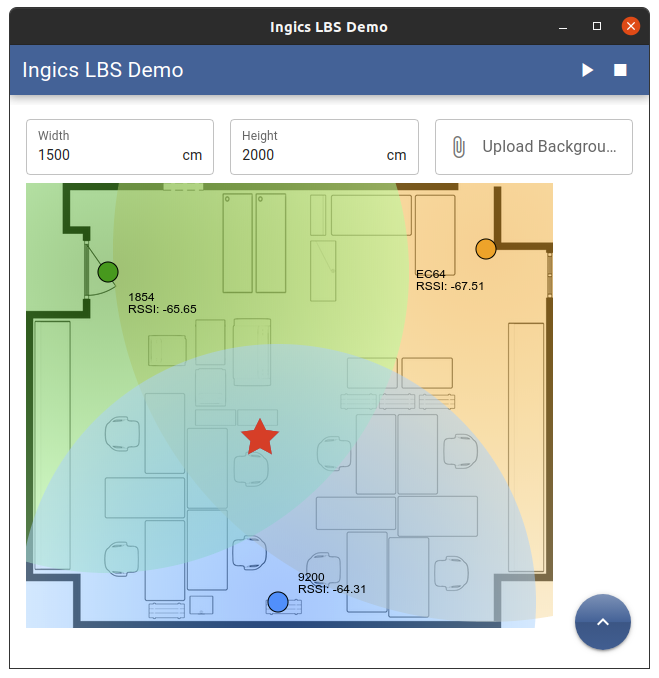 Ingics LBS Demo
Ingics LBS Demo
Width
1500 cm
Height
2000 cm
Upload Backgrou...
EC64
RSSI: -67.51
1854
RSSI: -65.65
9200
RSSI: -64.31